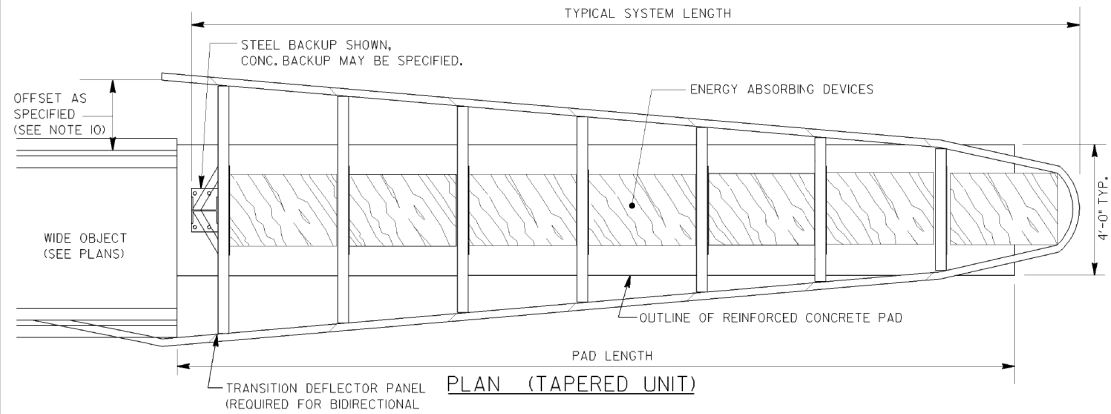 TYPICAL SYSTEM LENGTH
STEEL BACKUP SHOWN,
CONC. BACKUP MAY BE SPECIFIED.
ENERGY ABSORBING DEVICES
OFFSET AS
SPECIFIED
(SEE NOTE 10)
WIDE OBJECT
(SEE PLANS)
4'-0" TYP.
OUTLINE OF REINFORCED CONCRETE PAD
PAD LENGTH
TRANSITION DEFLECTOR PANEL
(REQUIRED FOR BIDIRECTIONAL
PLAN (TAPERED UNIT)